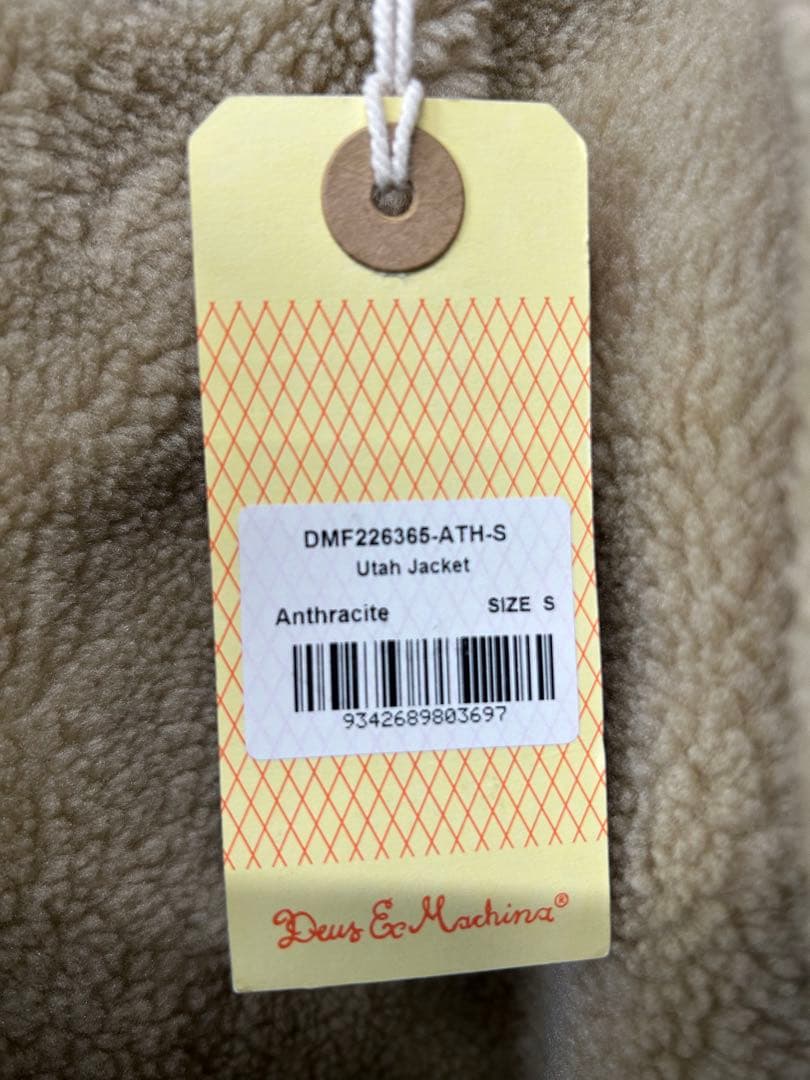 DMF226365-ATH-S
Utah Jacket
Anthracite SIZE S
9342689803697
Deus Ex Machina®